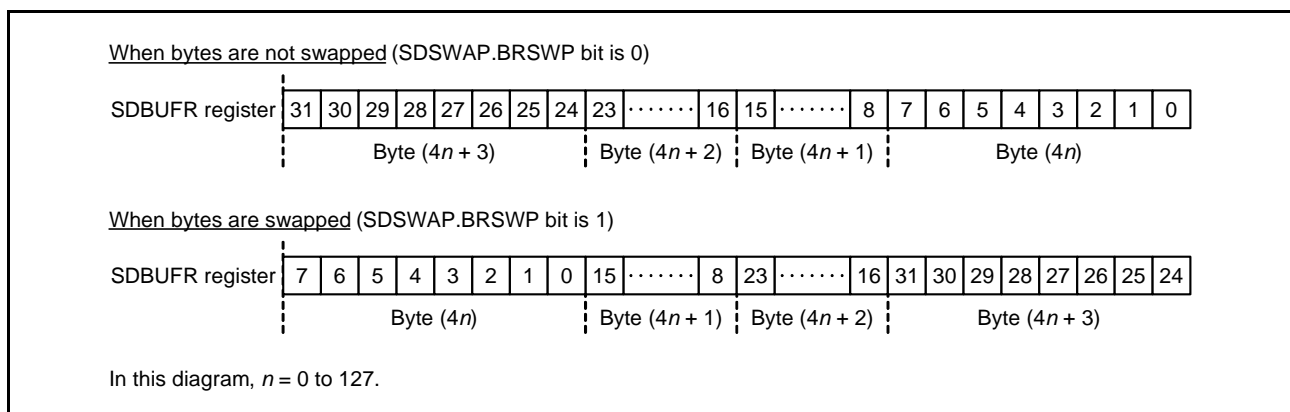 When bytes are not swapped (SDSWAP.BRSWP bit is 0)
SDBUFR register 31 30 29 28 27 26 25 24 23 ······· 16 15 ······· 8 7 6 5 4 3 2 1 0
Byte (4n + 3) Byte (4n + 2) Byte (4n + 1) Byte (4n)
When bytes are swapped (SDSWAP.BRSWP bit is 1)
SDBUFR register 7 6 5 4 3 2 1 0 15 ······· 8 23 ······· 16 31 30 29 28 27 26 25 24
Byte (4n) Byte (4n + 1) Byte (4n + 2) Byte (4n + 3)
In this diagram, n = 0 to 127.